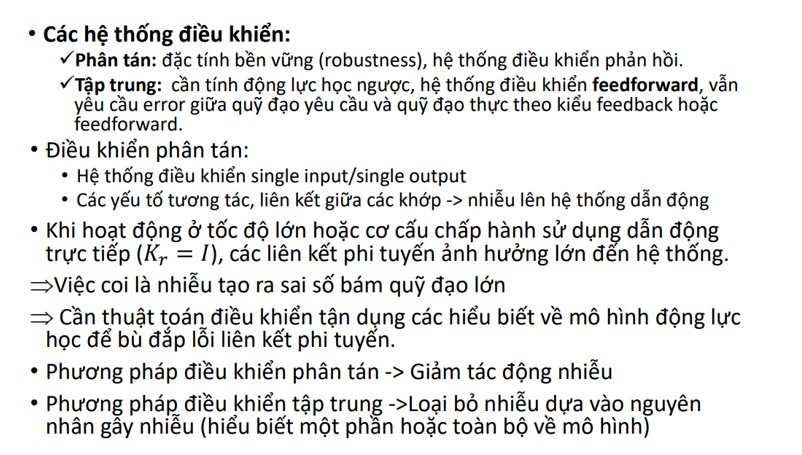 • Các hệ thống điều khiển:
✓Phân tán: đặc tính bền vững (robustness), hệ thống điều khiển phản hồi.
✓Tập trung: cần tính động lực học ngược, hệ thống điều khiển feedforward, vẫn
yêu cầu error giữa quỹ đạo yêu cầu và quỹ đạo thực theo kiểu feedback hoặc
feedforward.
• Điều khiển phân tán:
• Hệ thống điều khiển single input/single output
• Các yếu tố tương tác, liên kết giữa các khớp -> nhiễu lên hệ thống dẫn động
• Khi hoạt động ở tốc độ lớn hoặc cơ cấu chấp hành sử dụng dẫn động
trực tiếp (K_r = I), các liên kết phi tuyến ảnh hưởng lớn đến hệ thống.
⇒Việc coi là nhiễu tạo ra sai số bám quỹ đạo lớn
⇒ Cần thuật toán điều khiển tận dụng các hiểu biết về mô hình động lực
học để bù đắp lỗi liên kết phi tuyến.
• Phương pháp điều khiển phân tán -> Giảm tác động nhiễu
• Phương pháp điều khiển tập trung ->Loại bỏ nhiễu dựa vào nguyên
nhân gây nhiễu (hiểu biết một phần hoặc toàn bộ về mô hình)